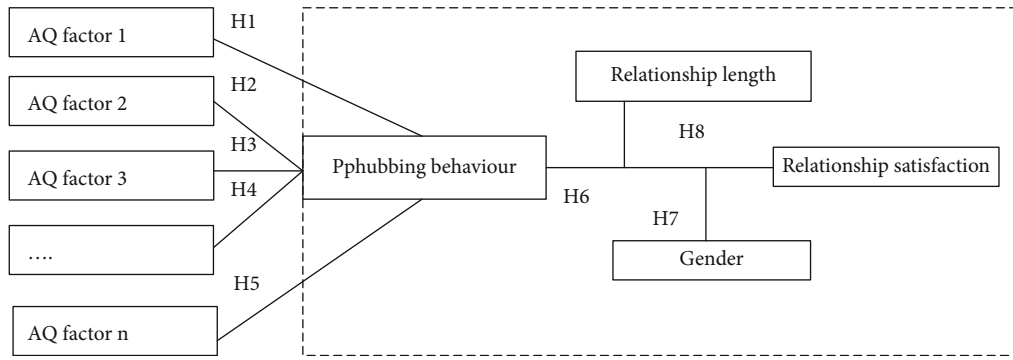 AQ factor 1
H1
AQ factor 2
H2
AQ factor 3
H3
H4
....
AQ factor n
H5
Pphubbing behaviour
H6
Relationship length
H8
Relationship satisfaction
H7
Gender